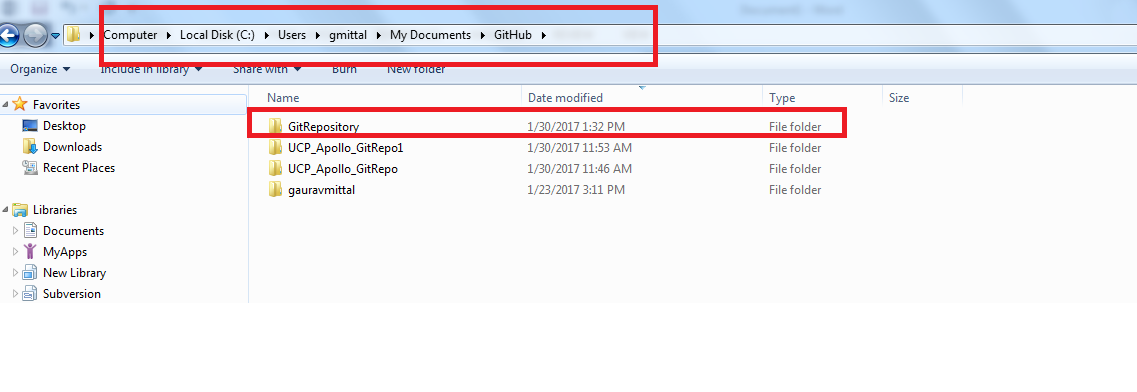 Computer Local Disk (C:) Users gmittal My Documents GitHub
Organize Include in library Share with Burn New folder
Favorites
Desktop
Downloads
Recent Places
Libraries
Documents
MyApps
New Library
Subversion
Name Date modified Type Size
GitRepository 1/30/2017 1:32 PM File folder
UCP_Apollo_GitRepo1 1/30/2017 11:53 AM File folder
UCP_Apollo_GitRepo 1/30/2017 11:46 AM File folder
gauravmittal 1/23/2017 3:11 PM File folder